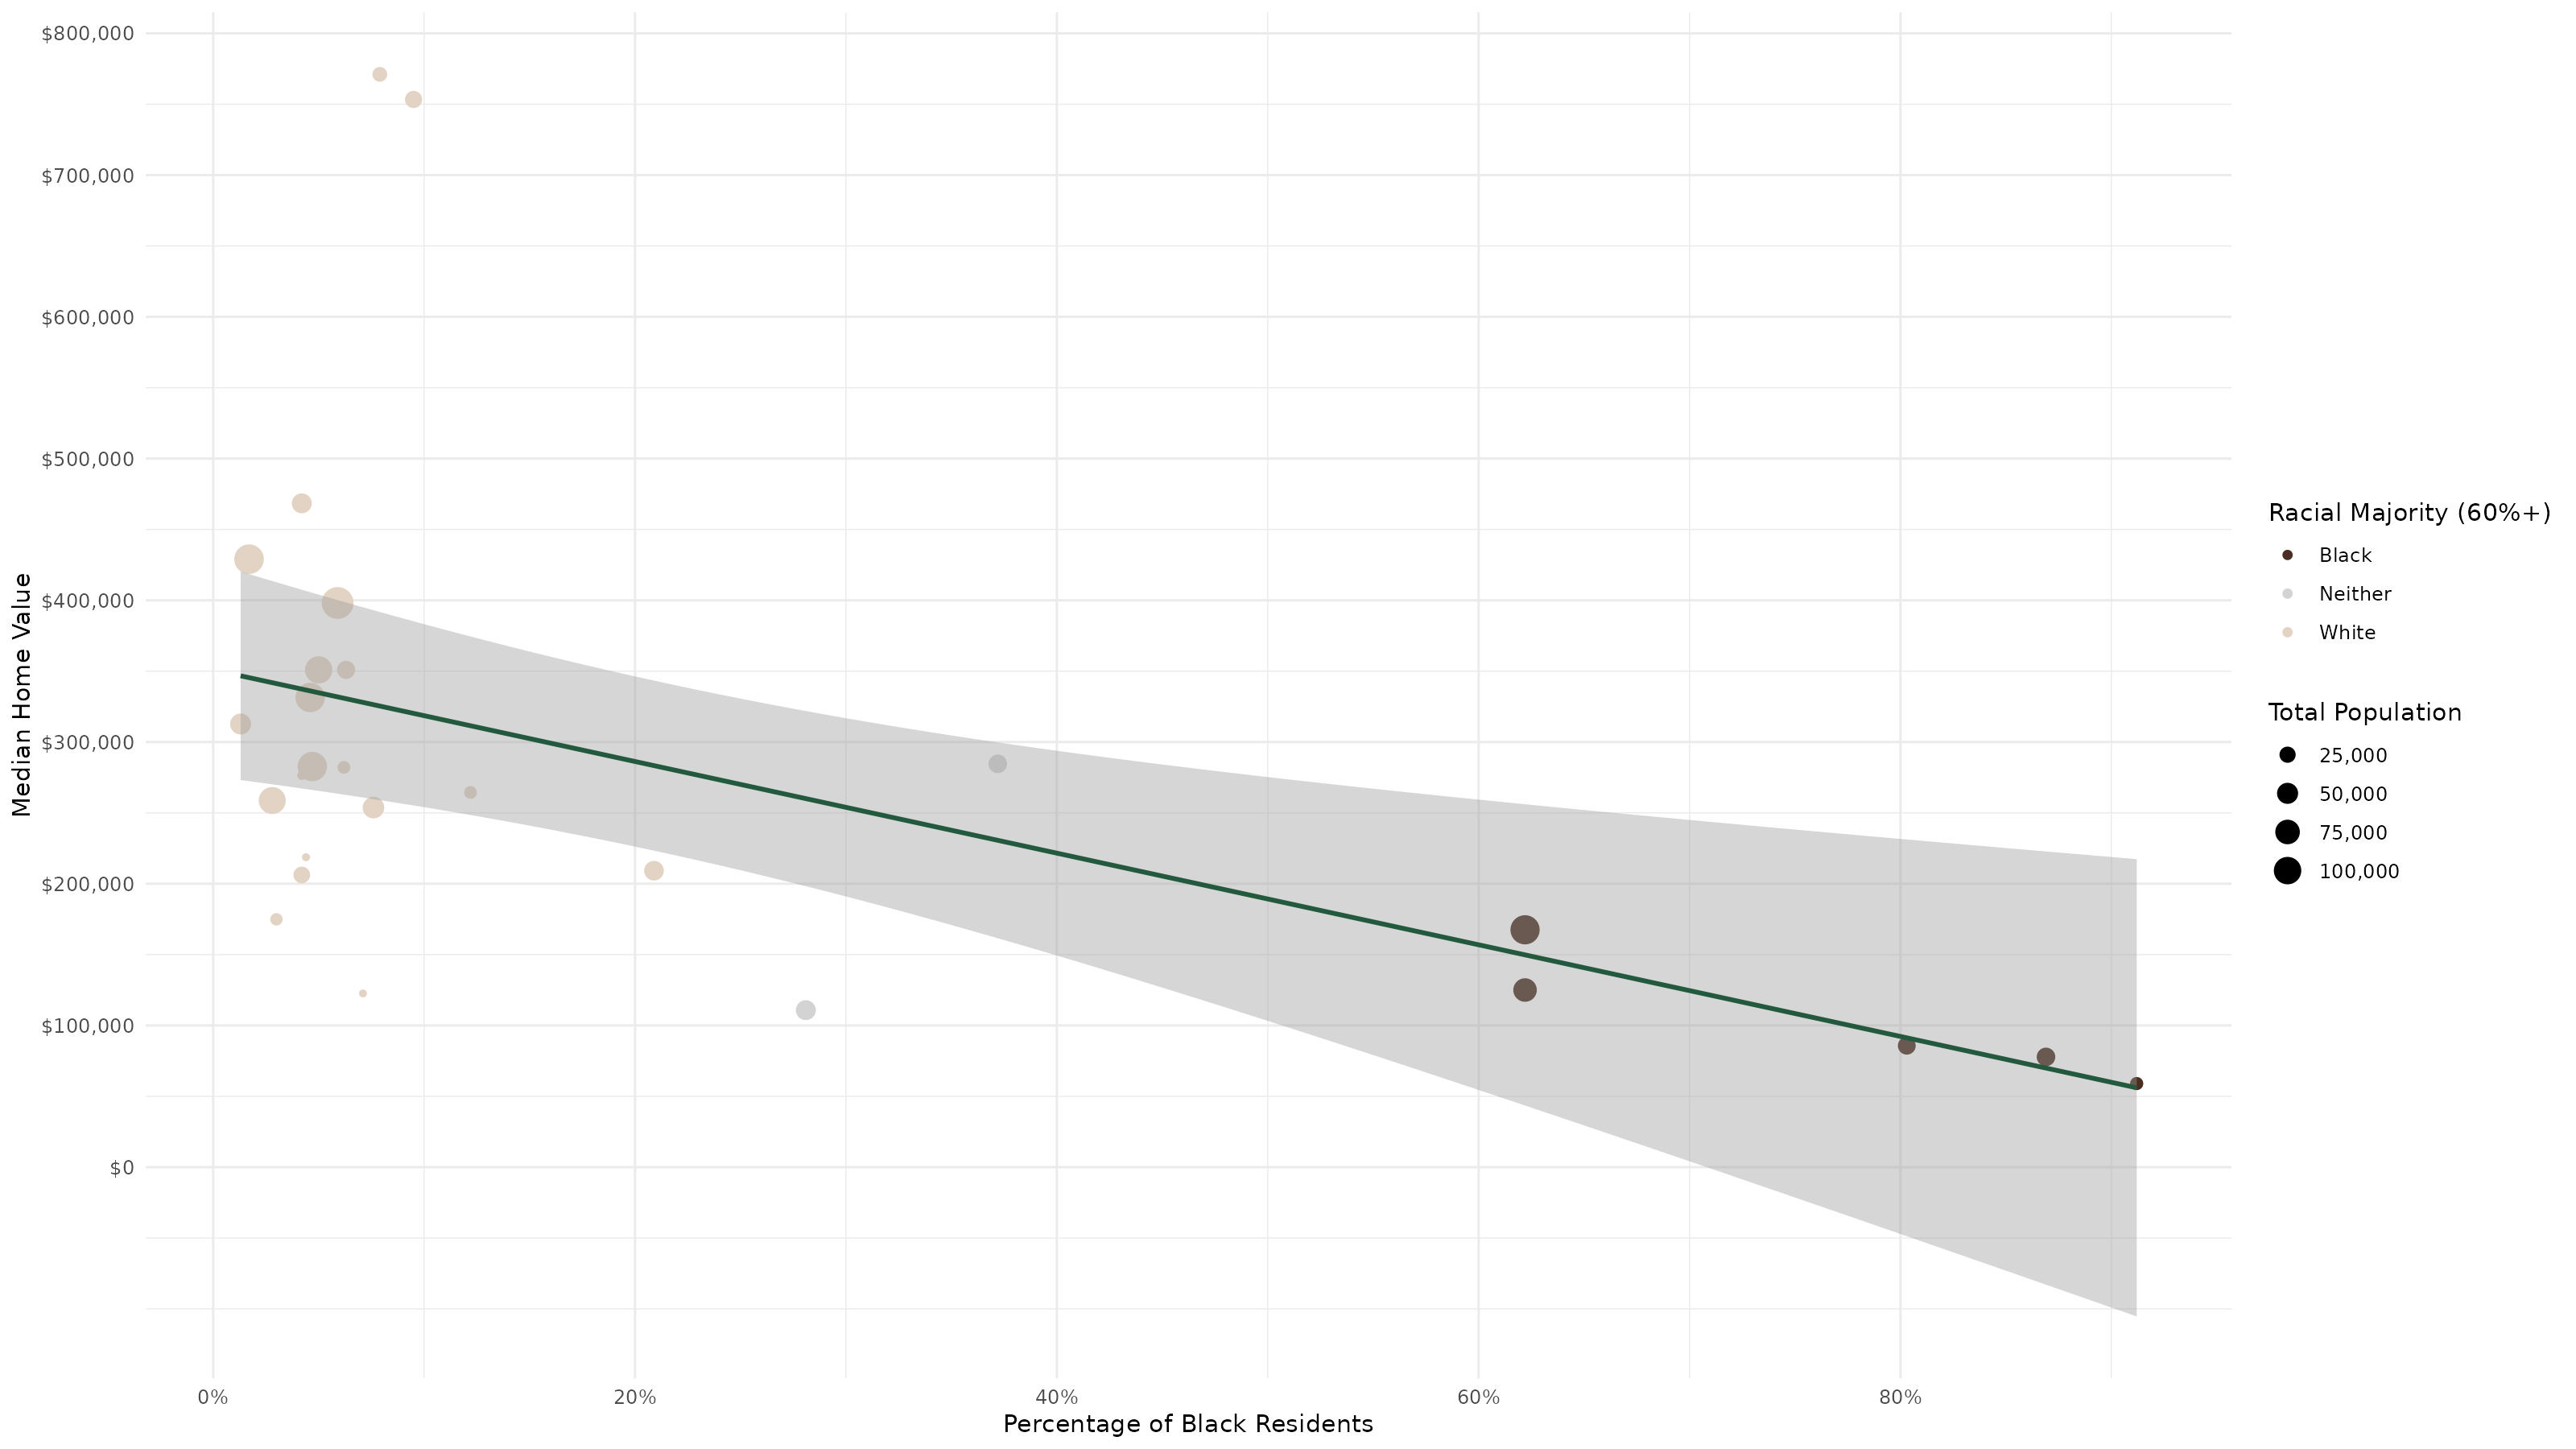 $800,000
$700,000
$600,000
$500,000
$400,000
$300,000
$200,000
$100,000
$0
Median Home Value
0%
20%
40%
60%
80%
Percentage of Black Residents
Racial Majority (60%+)
Black
Neither
White
Total Population
25,000
50,000
75,000
100,000